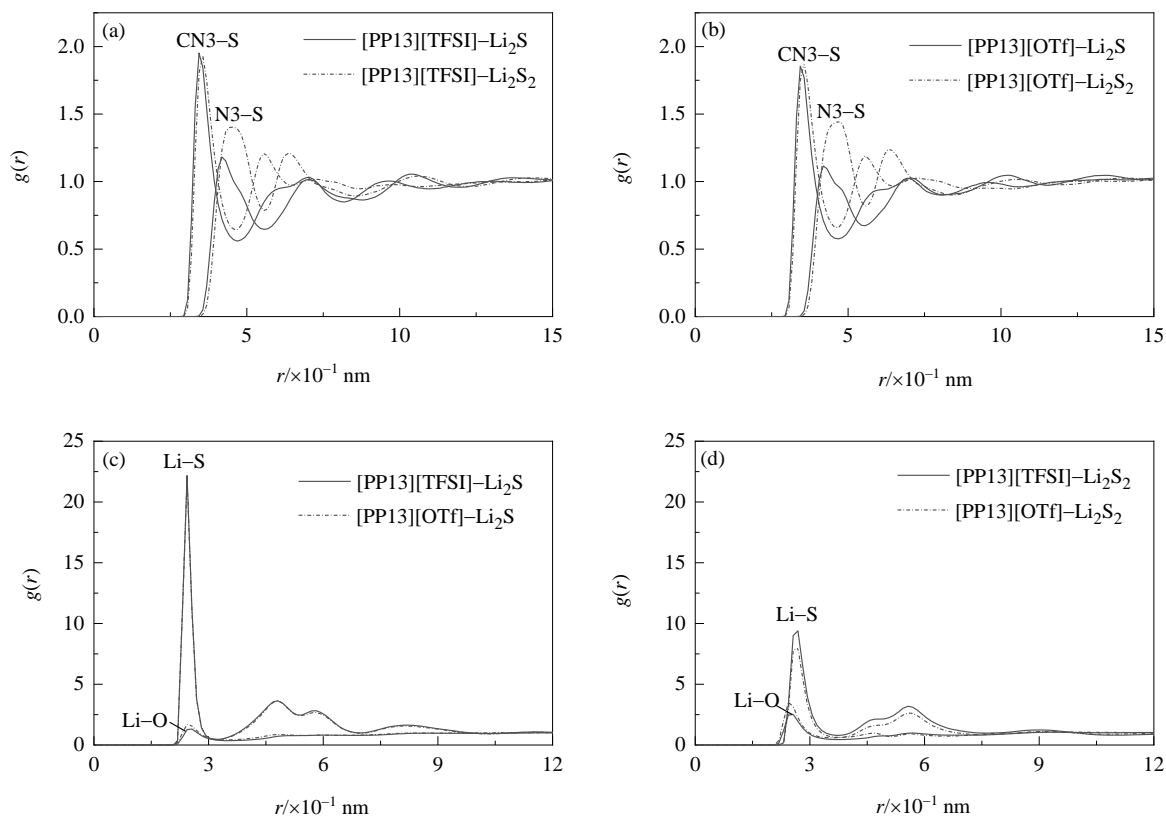 (a)
CN3–S
[PP13][TFSI]–Li₂S
[PP13][TFSI]–Li₂S₂
N3–S
2.0
1.5
1.0
0.5
0.0
g(r)
0 5 10 15
r/×10⁻¹ nm
(b)
CN3–S
[PP13][OTf]–Li₂S
[PP13][OTf]–Li₂S₂
N3–S
2.0
1.5
1.0
0.5
0.0
g(r)
0 5 10 15
r/×10⁻¹ nm
(c)
Li–S
[PP13][TFSI]–Li₂S
[PP13][OTf]–Li₂S
Li–O
25
20
15
10
5
0
g(r)
0 3 6 9 12
r/×10⁻¹ nm
(d)
[PP13][TFSI]–Li₂S₂
[PP13][OTf]–Li₂S₂
Li–S
Li–O
25
20
15
10
5
0
g(r)
0 3 6 9 12
r/×10⁻¹ nm